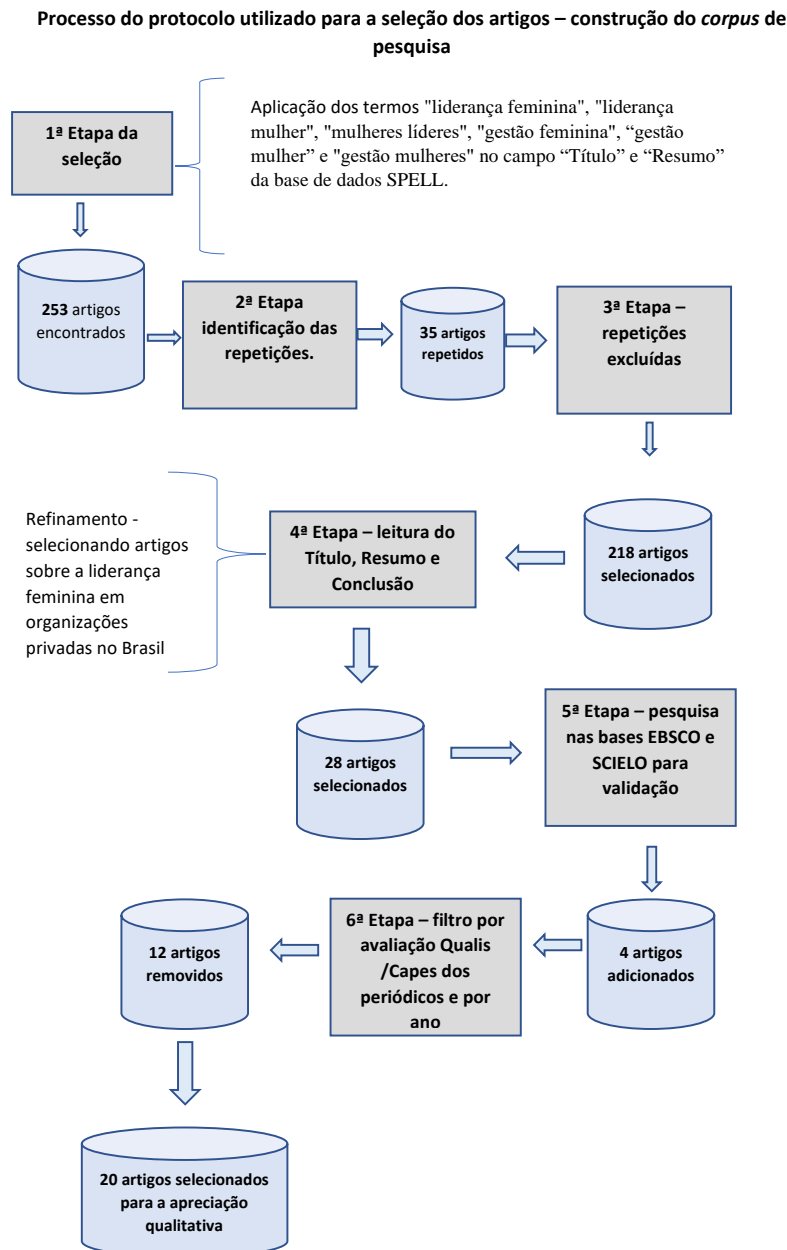 Processo do protocolo utilizado para a seleção dos artigos – construção do corpus de
pesquisa
1ª Etapa da
seleção
Aplicação dos termos "liderança feminina", "liderança
mulher", "mulheres líderes", "gestão feminina", “gestão
mulher” e "gestão mulheres" no campo “Título” e “Resumo”
da base de dados SPELL.
253 artigos
encontrados
2ª Etapa
identificação das
repetições.
35 artigos
repetidos
3ª Etapa –
repetições
excluídas
Refinamento -
selecionando artigos
sobre a liderança
feminina em
organizações
privadas no Brasil
4ª Etapa – leitura do
Título, Resumo e
Conclusão
218 artigos
selecionados
28 artigos
selecionados
5ª Etapa – pesquisa
nas bases EBSCO e
SCIELO para
validação
12 artigos
removidos
6ª Etapa – filtro por
avaliação Qualis
/Capes dos
periódicos e por
ano
4 artigos
adicionados
20 artigos selecionados
para a apreciação
qualitativa